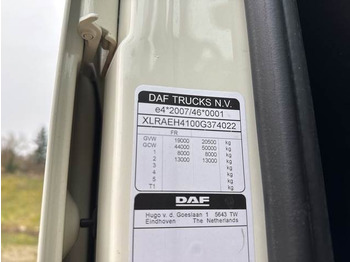 DAF TRUCKS N.V.
e4*2007/46*0001
XLRAEH4100G374022
FR
GVW 19000 20500 kg
GCW 44000 50000 kg
1 8000 8000 kg
2 13000 13000 kg
3 kg
4 kg
5 kg
T1 kg
DAF
Hugo v. d. Goeslaan 1 5643 TW
Eindhoven The Netherlands